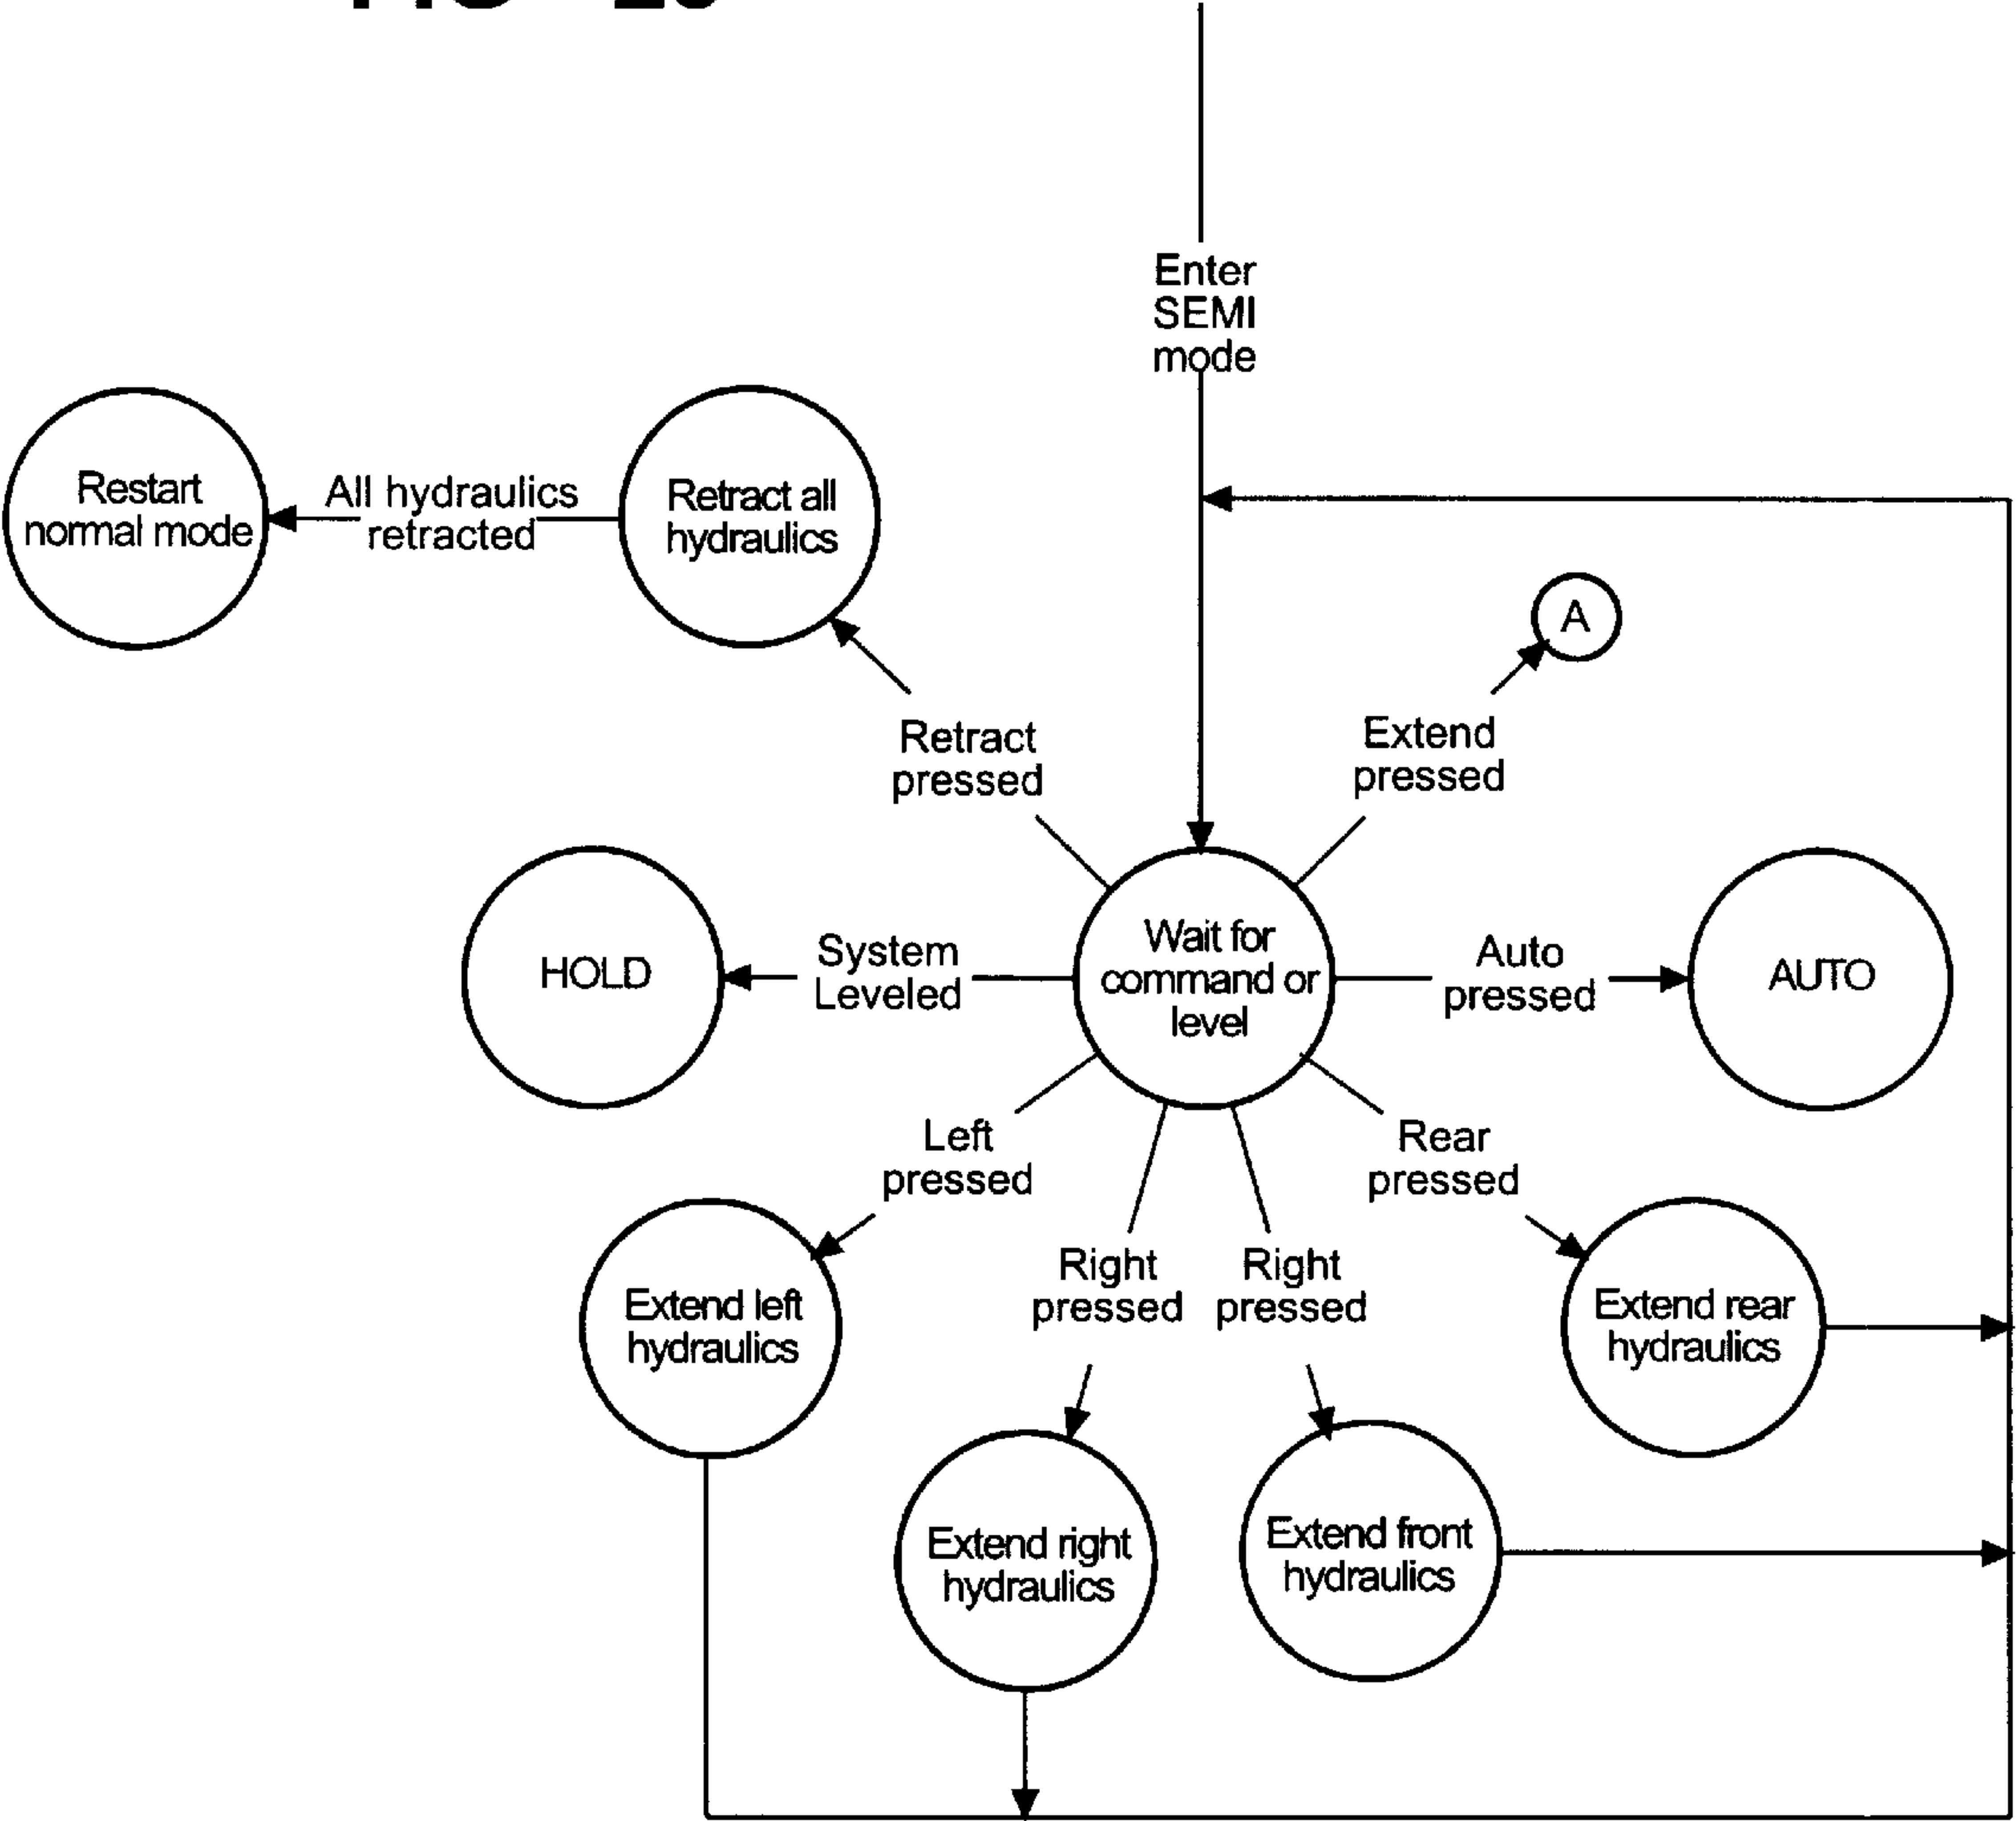 Enter
SEMI
mode
Restart
normal mode
All hydraulics
retracted
Retract all
hydraulics
A
Retract
pressed
Extend
pressed
HOLD
System
Leveled
Wait for
command or
level
Auto
pressed
AUTO
Left
pressed
Rear
pressed
Right
pressed
Right
pressed
Extend left
hydraulics
Extend rear
hydraulics
Extend right
hydraulics
Extend front
hydraulics